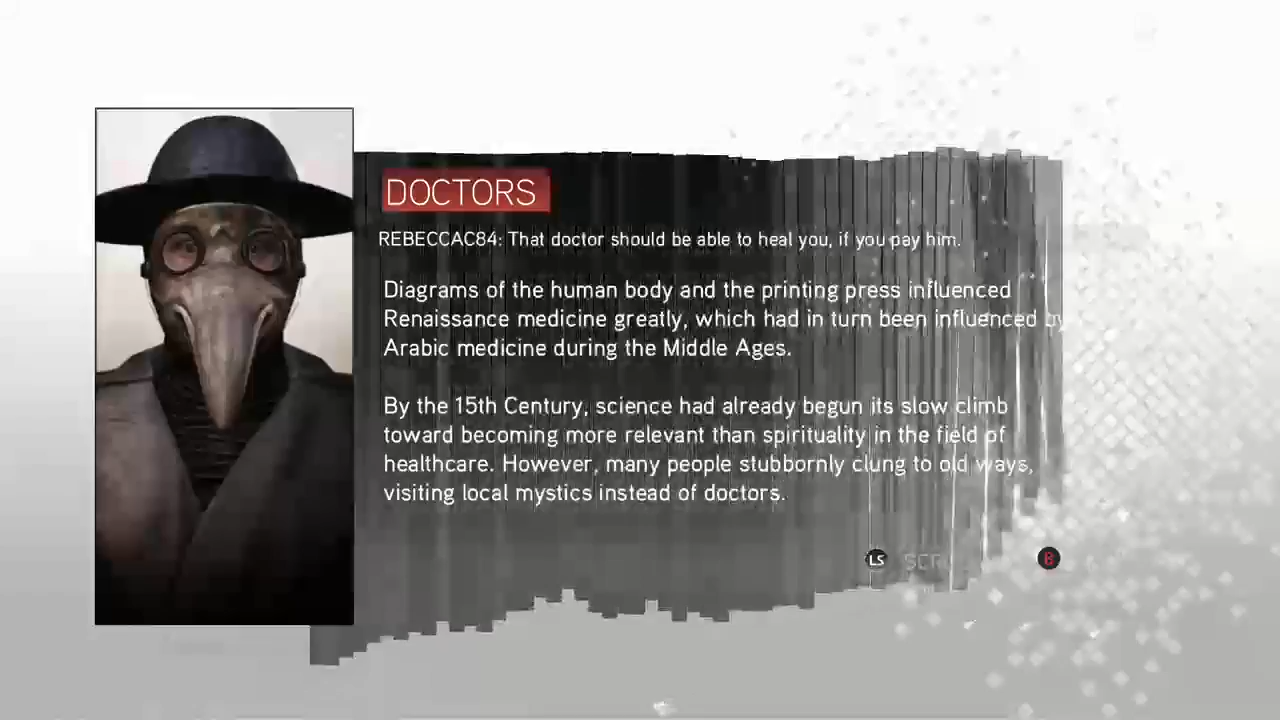 DOCTORS
REBECCAC84: That doctor should be able to heal you, if you pay him.
Diagrams of the human body and the printing press influenced
Renaissance medicine greatly, which had in turn been influenced by
Arabic medicine during the Middle Ages.
By the 15th Century, science had already begun its slow climb
toward becoming more relevant than spirituality in the field of
healthcare. However, many people stubbornly clung to old ways,
visiting local mystics instead of doctors.
LS SCR B